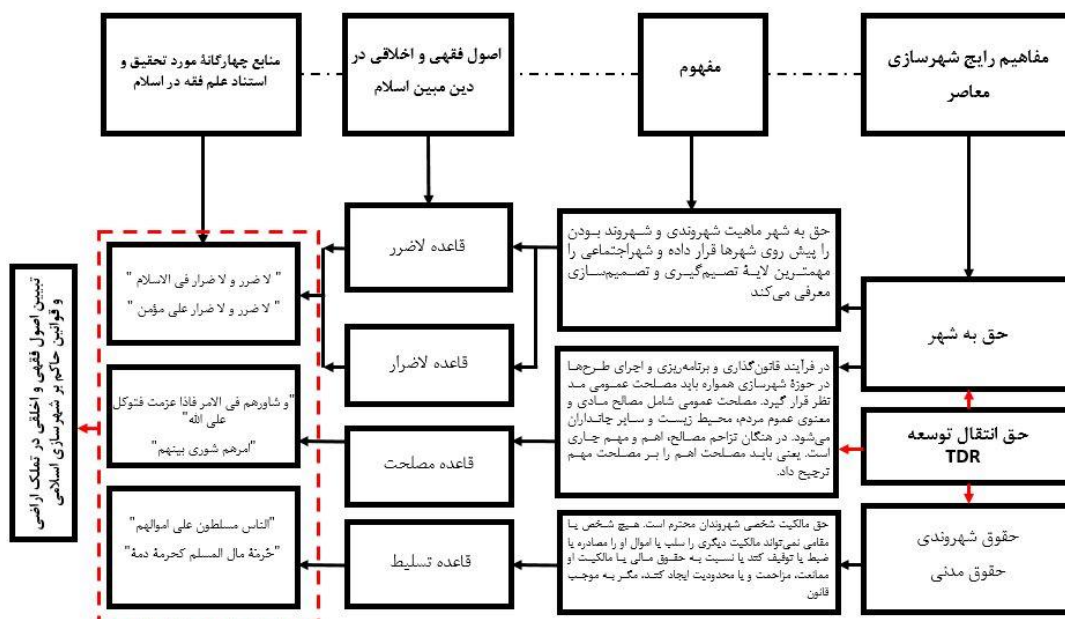 مفاهیم رایج شهرسازی
معاصر
مفهوم
اصول فقهی و اخلاقی در
دین مبین اسلام
منابع چهارگانۀ مورد تحقیق و
استناد علم فقه در اسلام
حق به شهر
حق انتقال توسعه
TDR
حقوق شهروندی
حقوق مدنی
حق به شهر ماهیت شهروندی و شهروند بودن
را پیش روی شهرها قرار داده و شهراجتماعی را
مهمترین لایۀ تصیم‌گیری و تصمیم‌سازی
معرفی می‌کند
در فرآیند قانون‌گذاری و برنامه‌ریزی و اجرای طرح‌ها
در حوزۀ شهرسازی همواره باید مصلحت عمومی مد
نظر قرار گیرد. مصلحت عمومی شامل مصالح مادی و
معنوی عموم مردم، محیط زیست و سایر جانداران
می‌شود. در هنگان تزاحم مصالح، اهم و مهم جاری
است. یعنی باید مصلحت اهم را بر مصلحت مهم
ترجیح داد.
حق مالکیت شخصی شهروندان محترم است. هیچ شخص یا
مقامی نمی‌تواند مالکیت دیگری را سلب یا اموال او را مصادره یا
ضبط یا توقیف کند یا نسبت به حقوق مالی یا مالکیت او
ممانعت، مزاحمت و یا محدودیت ایجاد کند، مگر به موجب
قانون
قاعده لاضرر
قاعده لاضرار
قاعده مصلحت
قاعده تسلیط
" لا ضرر و لا ضرار فی الاسلام "
" لا ضرر و لا ضرار علی مؤمن "
"و شاورهم فی الامر فاذا عزمت فتوکل
علی الله"
"امرهم شوری بینهم
"الناس مسلطون علی اموالهم"
"حُرمَة مال المسلم کحرمة دمة"
تبیین اصول فقهی و اخلقی در تملک اراضی
و قوانین حاکم بر شهرسازی اسلامی